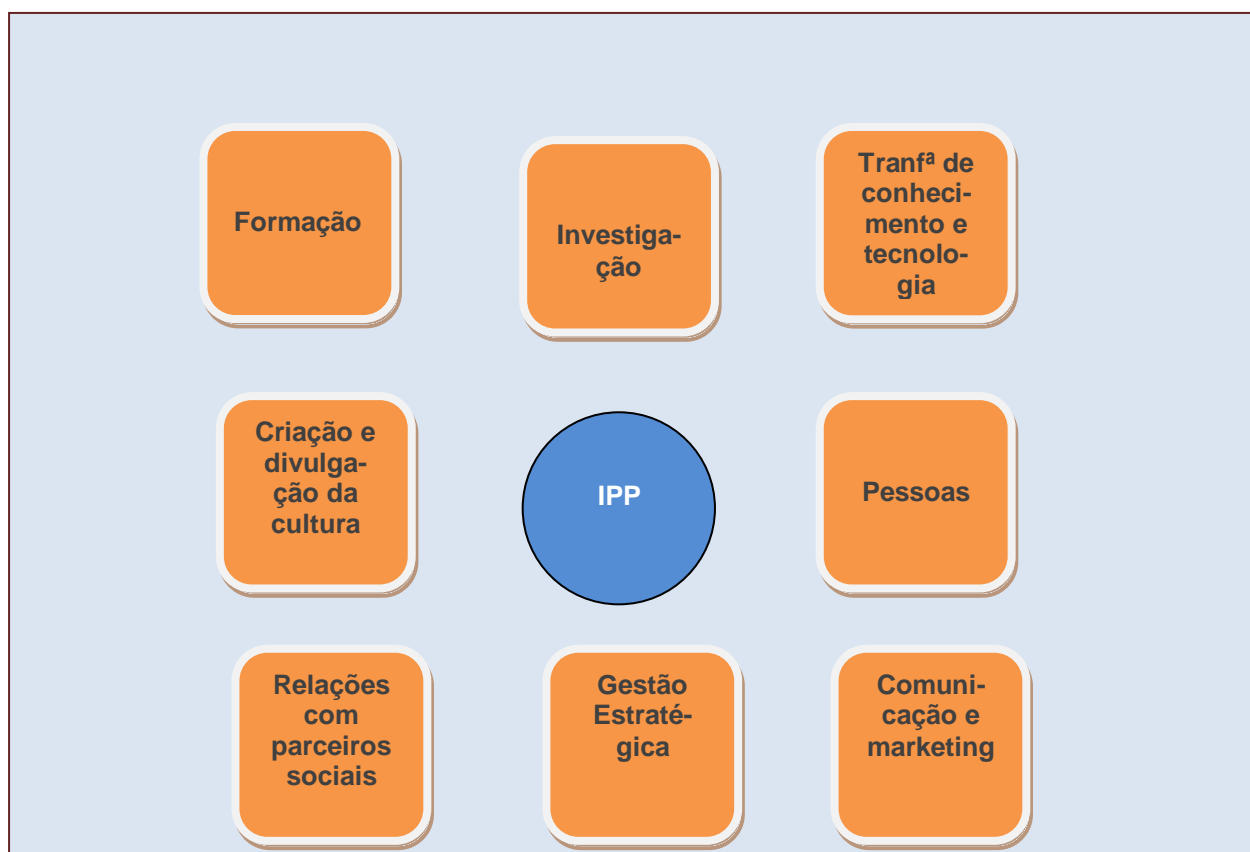 Formação
Investiga-
ção
Tranfª de
conheci-
mento e
tecnolo-
gia
Criação e
divulga-
ção da
cultura
IPP
Pessoas
Relações
com
parceiros
sociais
Gestão
Estraté-
gica
Comuni-
cação e
marketing